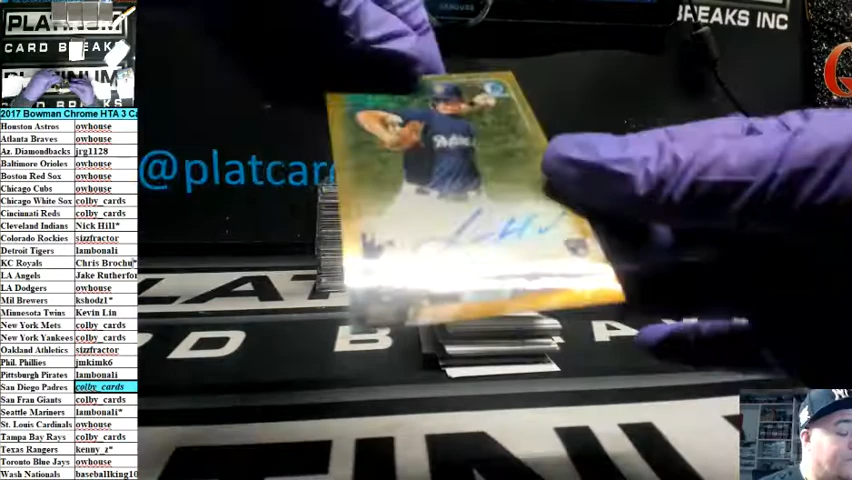 PLATINUM
CARD BREAKS
BREAKS INC
2017 Bowman Chrome HTA 3 Ca
Houston Astros owhouse
Atlanta Braves owhouse
Az. Diamondbacks jrg1128
Baltimore Orioles owhouse
Boston Red Sox owhouse
Chicago Cubs owhouse
Chicago White Sox colby_cards
Cincinnati Reds colby_cards
Cleveland Indians Nick Hill*
Colorado Rockies sizzfractor
Detroit Tigers lambonali
KC Royals Chris Brochu*
LA Angels Jake Rutherfor
LA Dodgers owhouse
Mil Brewers kshodz1*
Minnesota Twins Kevin Lin
New York Mets colby_cards
New York Yankees colby_cards
Oakland Athletics sizzfractor
Phil. Phillies jmkimk6
Pittsburgh Pirates lambonali
San Diego Padres colby_cards
San Fran Giants colby_cards
Seattle Mariners lambonali*
St. Louis Cardinals owhouse
Tampa Bay Rays colby_cards
Texas Rangers kenny_z*
Toronto Blue Jays owhouse
Wash Nationals baseballking10
@platcar
Padres